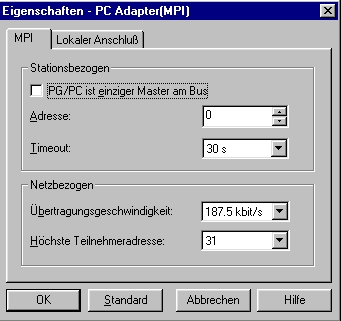 Eigenschaften - PC Adapter(MPI)
MPI
Lokaler Anschluß
Stationsbezogen
PG/PC ist einziger Master am Bus
Adresse: 0
Timeout: 30 s
Netzbezogen
Übertragungsgeschwindigkeit: 187.5 kbit/s
Höchste Teilnehmeradresse: 31
OK Standard Abbrechen Hilfe